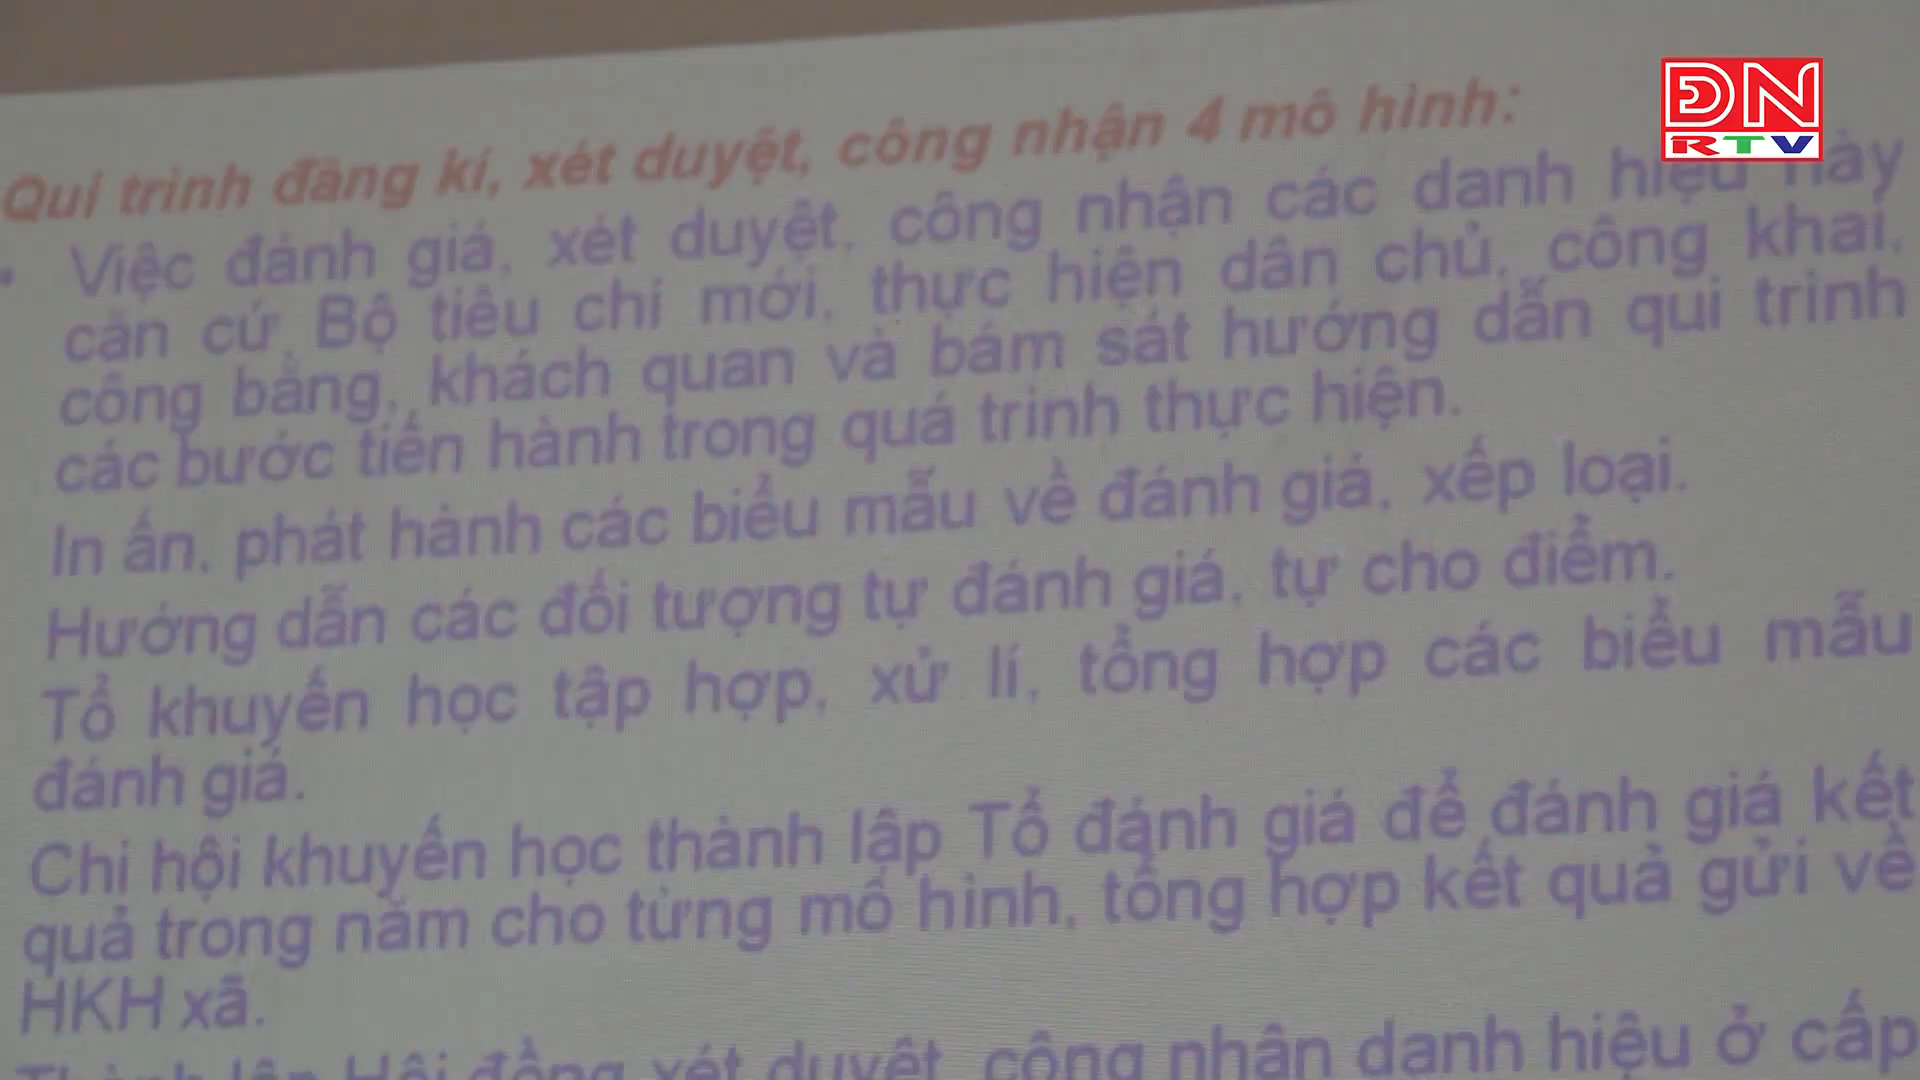 ĐN
RTV
Qui trình đăng kí, xét duyệt, công nhận 4 mô hình:
• Việc đánh giá, xét duyệt, công nhận các danh hiệu này
căn cứ Bộ tiêu chí mới, thực hiện dân chủ, công khai,
công bằng, khách quan và bám sát hướng dẫn qui trình
các bước tiến hành trong quá trình thực hiện.
In ấn, phát hành các biểu mẫu về đánh giá, xếp loại.
Hướng dẫn các đối tượng tự đánh giá, tự cho điểm.
Tổ khuyến học tập hợp, xử lí, tổng hợp các biểu mẫu
đánh giá.
Chi hội khuyến học thành lập Tổ đánh giá để đánh giá kết
quả trong năm cho từng mô hình, tổng hợp kết quả gửi về
HKH xã.
Thành lập Hội đồng xét duyệt, công nhận danh hiệu ở cấp